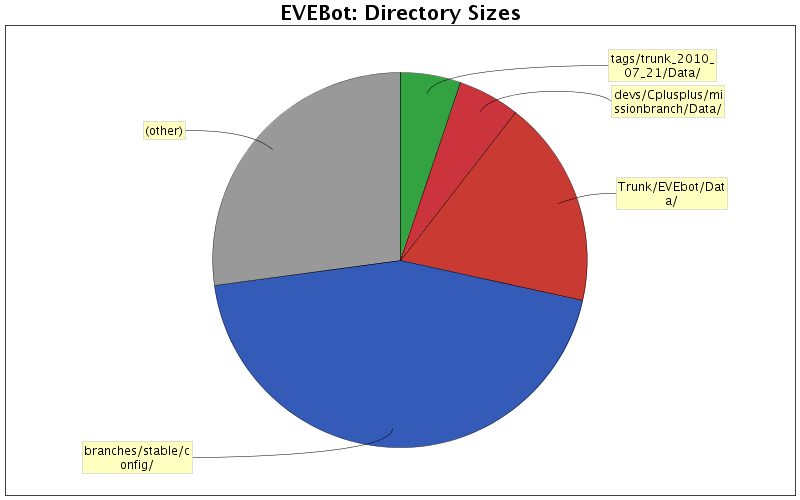 EVEBot: Directory Sizes
tags/trunk_2010_
07_21/Data/
devs/Cplusplus/mi
ssionbranch/Data/
(other)
Trunk/EVEbot/Dat
a/
branches/stable/c
onfig/